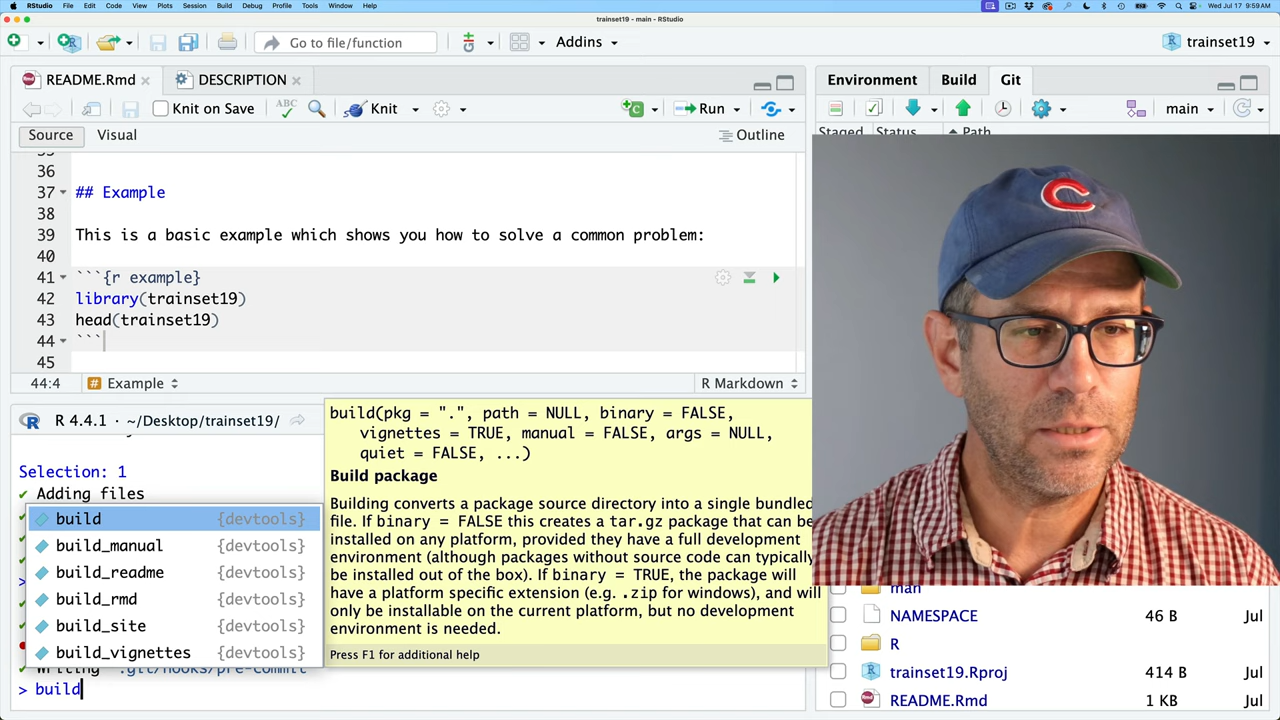 RStudio File Edit Code View Plots Session Build Debug Profile Tools Window Help
Wed Jul 17 9:59 AM
trainset19 - main - RStudio
Go to file/function
Addins
trainset19
README.Rmd
DESCRIPTION
Knit on Save
ABC
Knit
Run
Source
Visual
Outline
36
37 ## Example
38
39 This is a basic example which shows you how to solve a common problem:
40
41 ```{r example}
42 library(trainset19)
43 head(trainset19)
44 ```
45
44:4
# Example
R Markdown
R 4.4.1 · ~/Desktop/trainset19/
Selection: 1
✔ Adding files
build {devtools}
build_manual {devtools}
build_readme {devtools}
build_rmd {devtools}
build_site {devtools}
build_vignettes {devtools}
✔ Writing '.git/hooks/pre-commit'
> build
build(pkg = ".", path = NULL, binary = FALSE,
vignettes = TRUE, manual = FALSE, args = NULL,
quiet = FALSE, ...)
Build package
Building converts a package source directory into a single bundled
file. If binary = FALSE this creates a tar.gz package that can be
installed on any platform, provided they have a full development
environment (although packages without source code can typically
be installed out of the box). If binary = TRUE, the package will
have a platform specific extension (e.g. .zip for windows), and will
only be installable on the current platform, but no development
environment is needed.
Press F1 for additional help
Environment
Build
Git
main
Staged Status Path
C
man
NAMESPACE 46 B Jul
R
trainset19.Rproj 414 B Jul
README.Rmd 1 KB Jul